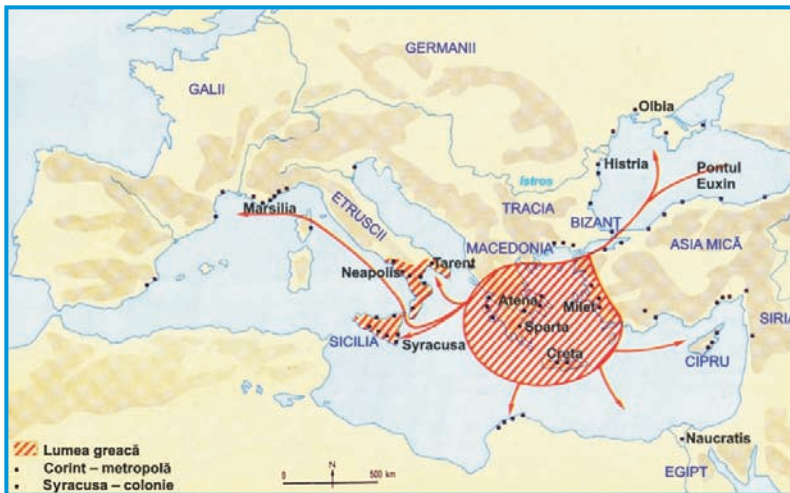 GERMANII
GALII
Olbia
Histria
Pontul
Euxin
Istros
Marsilia
ETRUSCII
TRACIA
BIZANȚ
MACEDONIA
ASIA MICĂ
Neapolis
Tarent
Atena
Milet
Sparta
SIRIA
SICILIA
Syracusa
Creta
CIPRU
Naucratis
EGIPT
Lumea greacă
Corint – metropolă
Syracusa – colonie
N
0 500 km